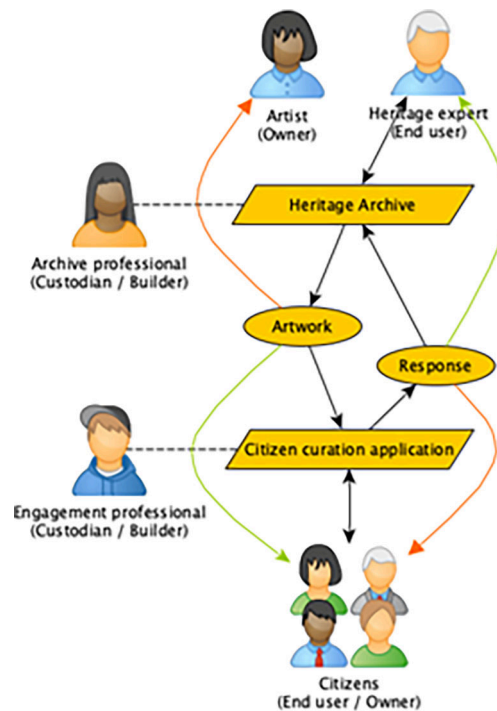 Artist
(Owner)
Heritage expert
(End user)
Heritage Archive
Archive professional
(Custodian / Builder)
Artwork
Response
Citizen curation application
Engagement professional
(Custodian / Builder)
Citizens
(End user / Owner)